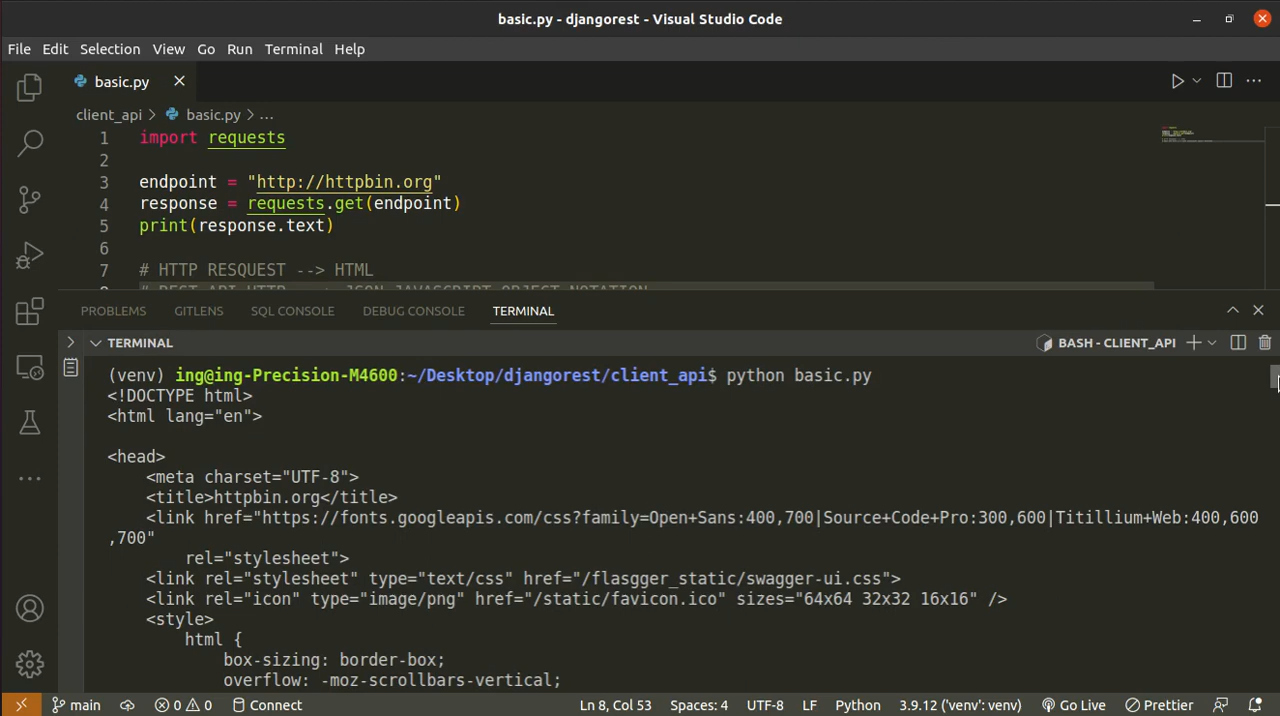 basic.py - djangorest - Visual Studio Code
File Edit Selection View Go Run Terminal Help
basic.py
client_api > basic.py > ...
1 import requests
2
3 endpoint = "http://httpbin.org"
4 response = requests.get(endpoint)
5 print(response.text)
6
7 # HTTP RESQUEST --> HTML
8 # REST API HTTP --> JSON JAVASCRIPT OBJECT NOTATION
PROBLEMS GITLENS SQL CONSOLE DEBUG CONSOLE TERMINAL
TERMINAL BASH - CLIENT_API
(venv) ing@ing-Precision-M4600:~/Desktop/djangorest/client_api$ python basic.py
<!DOCTYPE html>
<html lang="en">
<head>
<meta charset="UTF-8">
<title>httpbin.org</title>
<link href="https://fonts.googleapis.com/css?family=Open+Sans:400,700|Source+Code+Pro:300,600|Titillium+Web:400,600
,700"
rel="stylesheet">
<link rel="stylesheet" type="text/css" href="/flasgger_static/swagger-ui.css">
<link rel="icon" type="image/png" href="/static/favicon.ico" sizes="64x64 32x32 16x16" />
<style>
html {
box-sizing: border-box;
overflow: -moz-scrollbars-vertical;
main 0 0 Connect Ln 8, Col 53 Spaces: 4 UTF-8 LF Python 3.9.12 ('venv': venv) Go Live Prettier